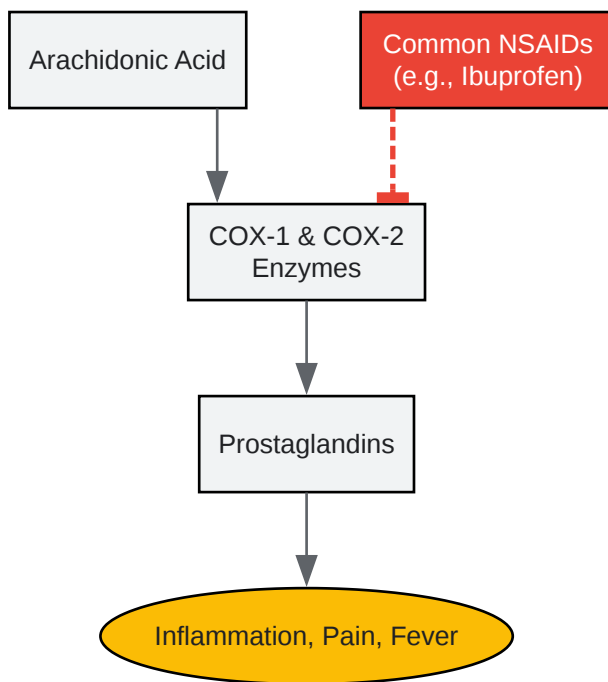 Arachidonic Acid
Common NSAIDs
(e.g., Ibuprofen)
COX-1 & COX-2
Enzymes
Prostaglandins
Inflammation, Pain, Fever